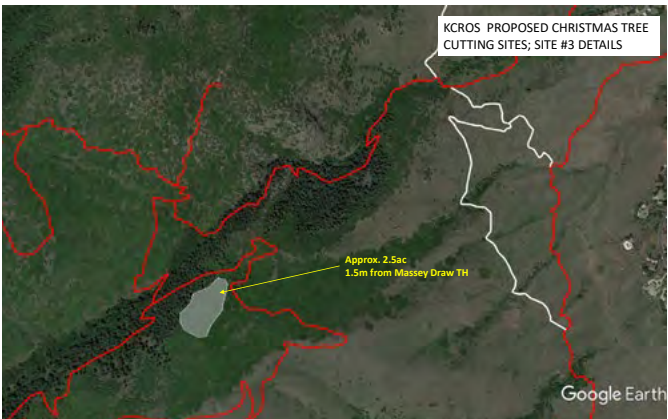 KCROS PROPOSED CHRISTMAS TREE
CUTTING SITES; SITE #3 DETAILS
Approx. 2.5ac
1.5m from Massey Draw TH
Google Earth